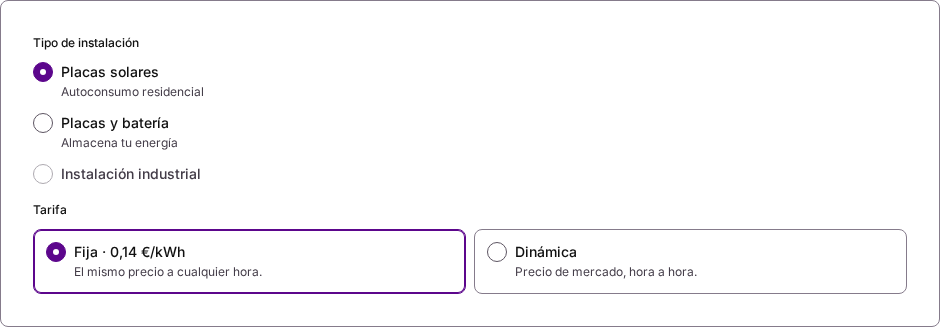 Tipo de instalación
Placas solares
Autoconsumo residencial
Placas y batería
Almacena tu energía
Instalación industrial
Tarifa
Fija · 0,14 €/kWh
El mismo precio a cualquier hora.
Dinámica
Precio de mercado, hora a hora.